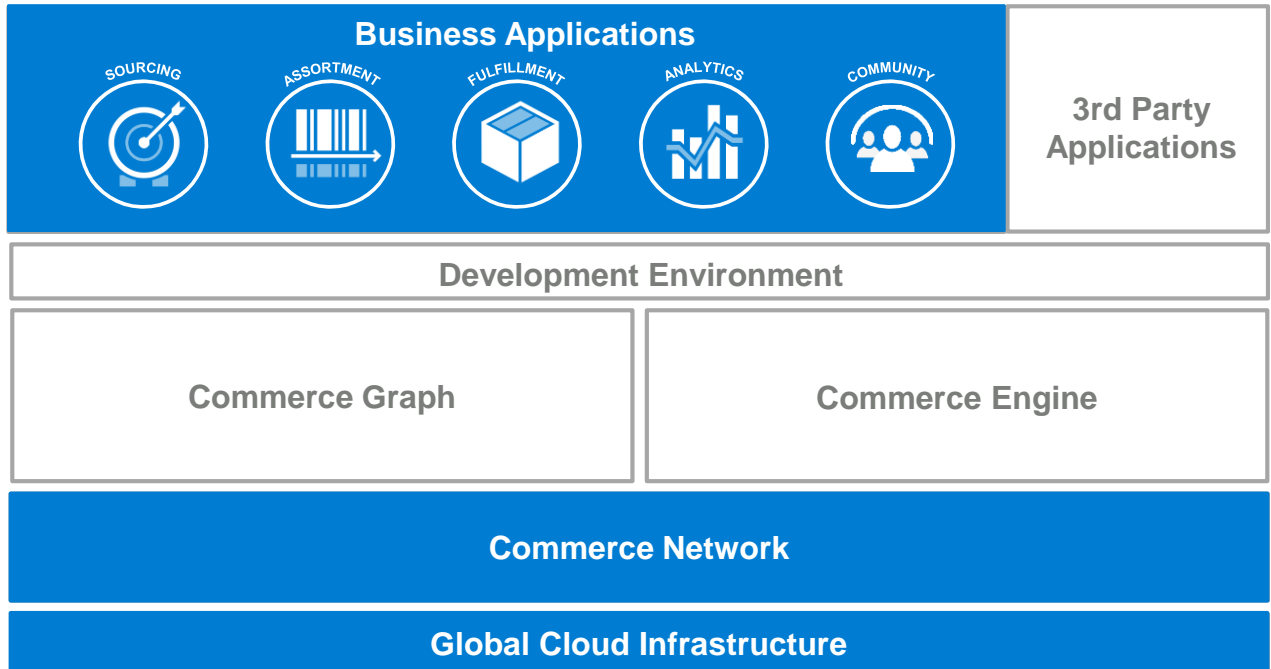 Business Applications
SOURCING
ASSORTMENT
FULFILLMENT
ANALYTICS
COMMUNITY
3rd Party
Applications
Development Environment
Commerce Graph
Commerce Engine
Commerce Network
Global Cloud Infrastructure